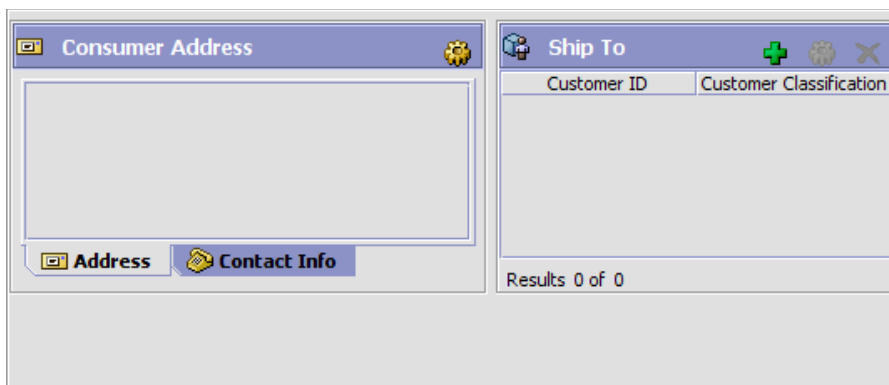 Consumer Address
Ship To
Customer ID Customer Classification
Address Contact Info
Results 0 of 0